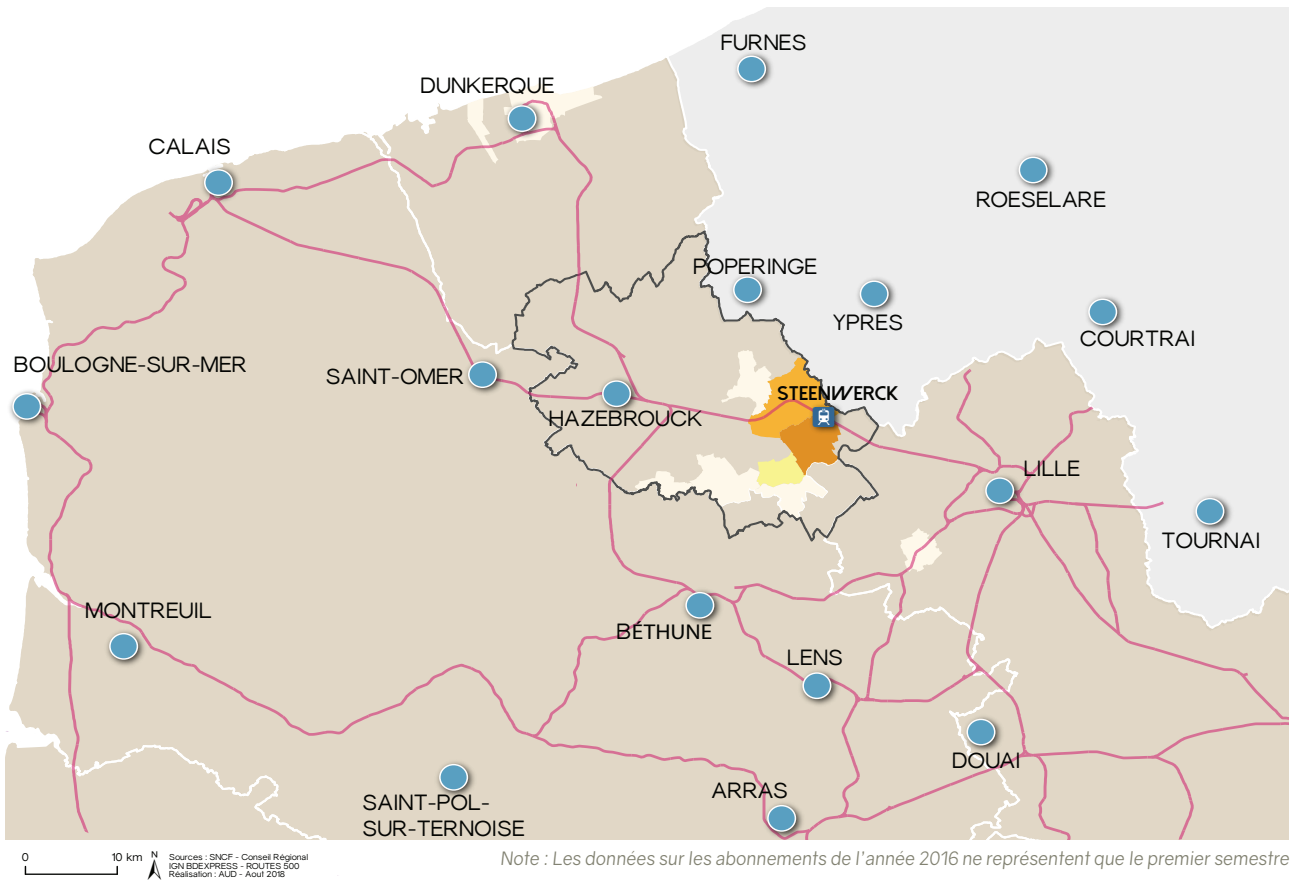 FURNES
DUNKERQUE
CALAIS
ROESELARE
POPERINGE
YPRES
COURTRAI
BOULOGNE-SUR-MER
SAINT-OMER
STEENWERCK
HAZEBROUCK
LILLE
TOURNAI
MONTREUIL
BÉTHUNE
LENS
DOUAI
ARRAS
SAINT-POL-
SUR-TERNOISE
0 10 km N
Sources : SNCF - Conseil Régional
IGN BDEXPRESS - ROUTES 500
Réalisation : AUD - Aout 2018
Note : Les données sur les abonnements de l'année 2016 ne représentent que le premier semestre